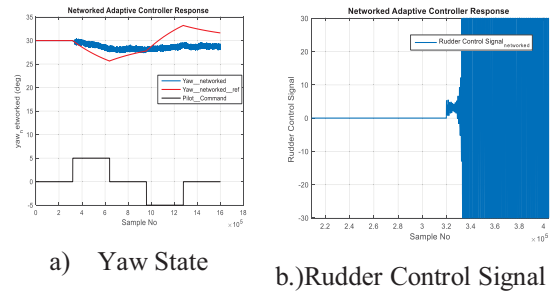 Networked Adaptive Controller Response
35
30
25
20
15
10
5
0
-5
0 2 4 6 8 10 12 14 16 18
Sample No
× 10^5
yaw_networked (deg)
Yaw__networked
Yaw__networked__ref
Pilot__Command
a) Yaw State
Networked Adaptive Controller Response
30
20
10
0
-10
-20
-30
2.2 2.4 2.6 2.8 3 3.2 3.4 3.6 3.8 4
Sample No
× 10^5
Rudder Control Signal
Rudder Control Signal_networked
b.)Rudder Control Signal